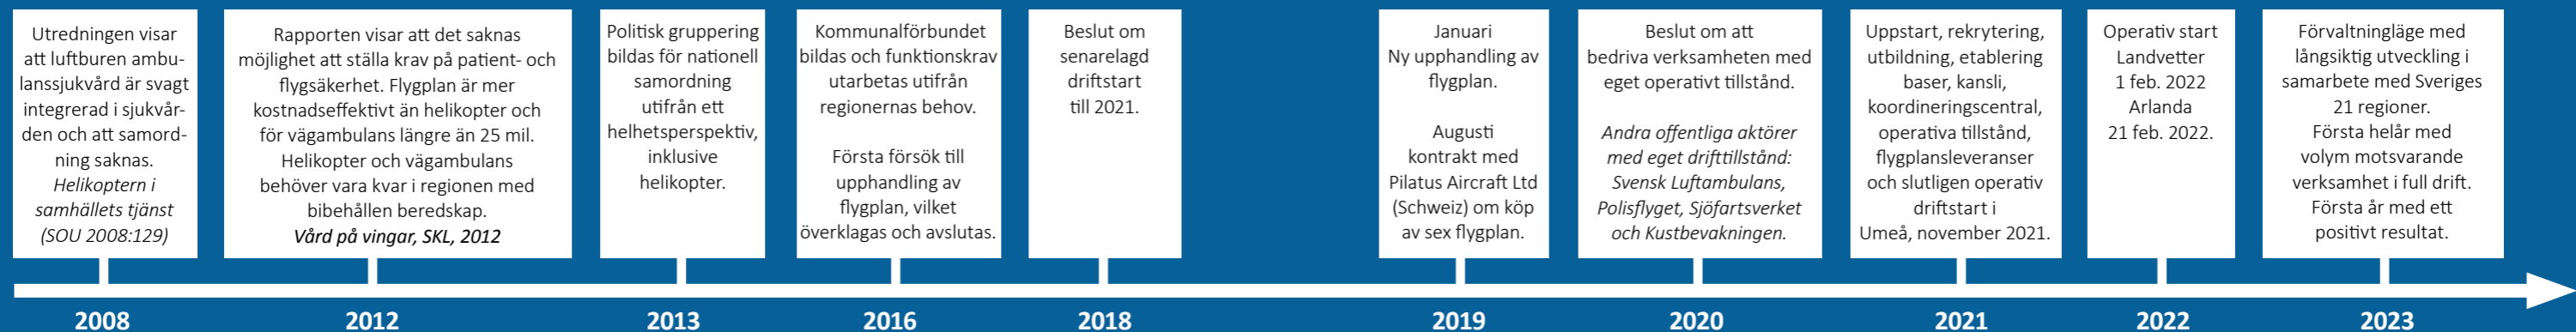 Utredningen visar
att luftburen ambu-
lanssjukvård är svagt
integrerad i sjukvår-
den och att samord-
ning saknas.
Helikoptern i
samhällets tjänst
(SOU 2008:129)
2008
Rapporten visar att det saknas
möjlighet att ställa krav på patient- och
flygsäkerhet. Flygplan är mer
kostnadseffektivt än helikopter och
för vägambulans längre än 25 mil.
Helikopter och vägambulans
behöver vara kvar i regionen med
bibehållen beredskap.
Vård på vingar, SKL, 2012
2012
Politisk gruppering
bildas för nationell
samordning
utifrån ett
helhetsperspektiv,
inklusive
helikopter.
2013
Kommunalförbundet
bildas och funktionskrav
utarbetas utifrån
regionernas behov.
Första försök till
upphandling av
flygplan, vilket
överklagas och avslutas.
2016
Beslut om
senarelagd
driftstart
till 2021.
2018
Januari
Ny upphandling av
flygplan.
Augusti
kontrakt med
Pilatus Aircraft Ltd
(Schweiz) om köp
av sex flygplan.
2019
Beslut om att
bedriva verksamheten med
eget operativt tillstånd.
Andra offentliga aktörer
med eget drifttillstånd:
Svensk Luftambulans,
Polisflyget, Sjöfartsverket
och Kustbevakningen.
2020
Uppstart, rekrytering,
utbildning, etablering
baser, kansli,
koordineringscentral,
operativa tillstånd,
flygplansleveranser
och slutligen operativ
driftstart i
Umeå, november 2021.
2021
Operativ start
Landvetter
1 feb. 2022
Arlanda
21 feb. 2022.
2022
Förvaltningläge med
långsiktig utveckling i
samarbete med Sveriges
21 regioner.
Första helår med
volym motsvarande
verksamhet i full drift.
Första år med ett
positivt resultat.
2023